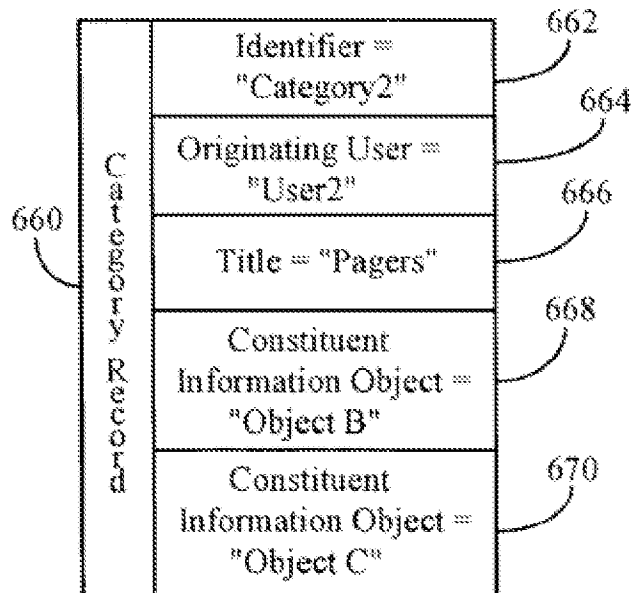 Identifier =
"Category2"
662
Originating User =
"User2"
664
Category Record
660
Title = "Pagers"
666
Constituent
Information Object =
"Object B"
668
Constituent
Information Object =
"Object C"
670